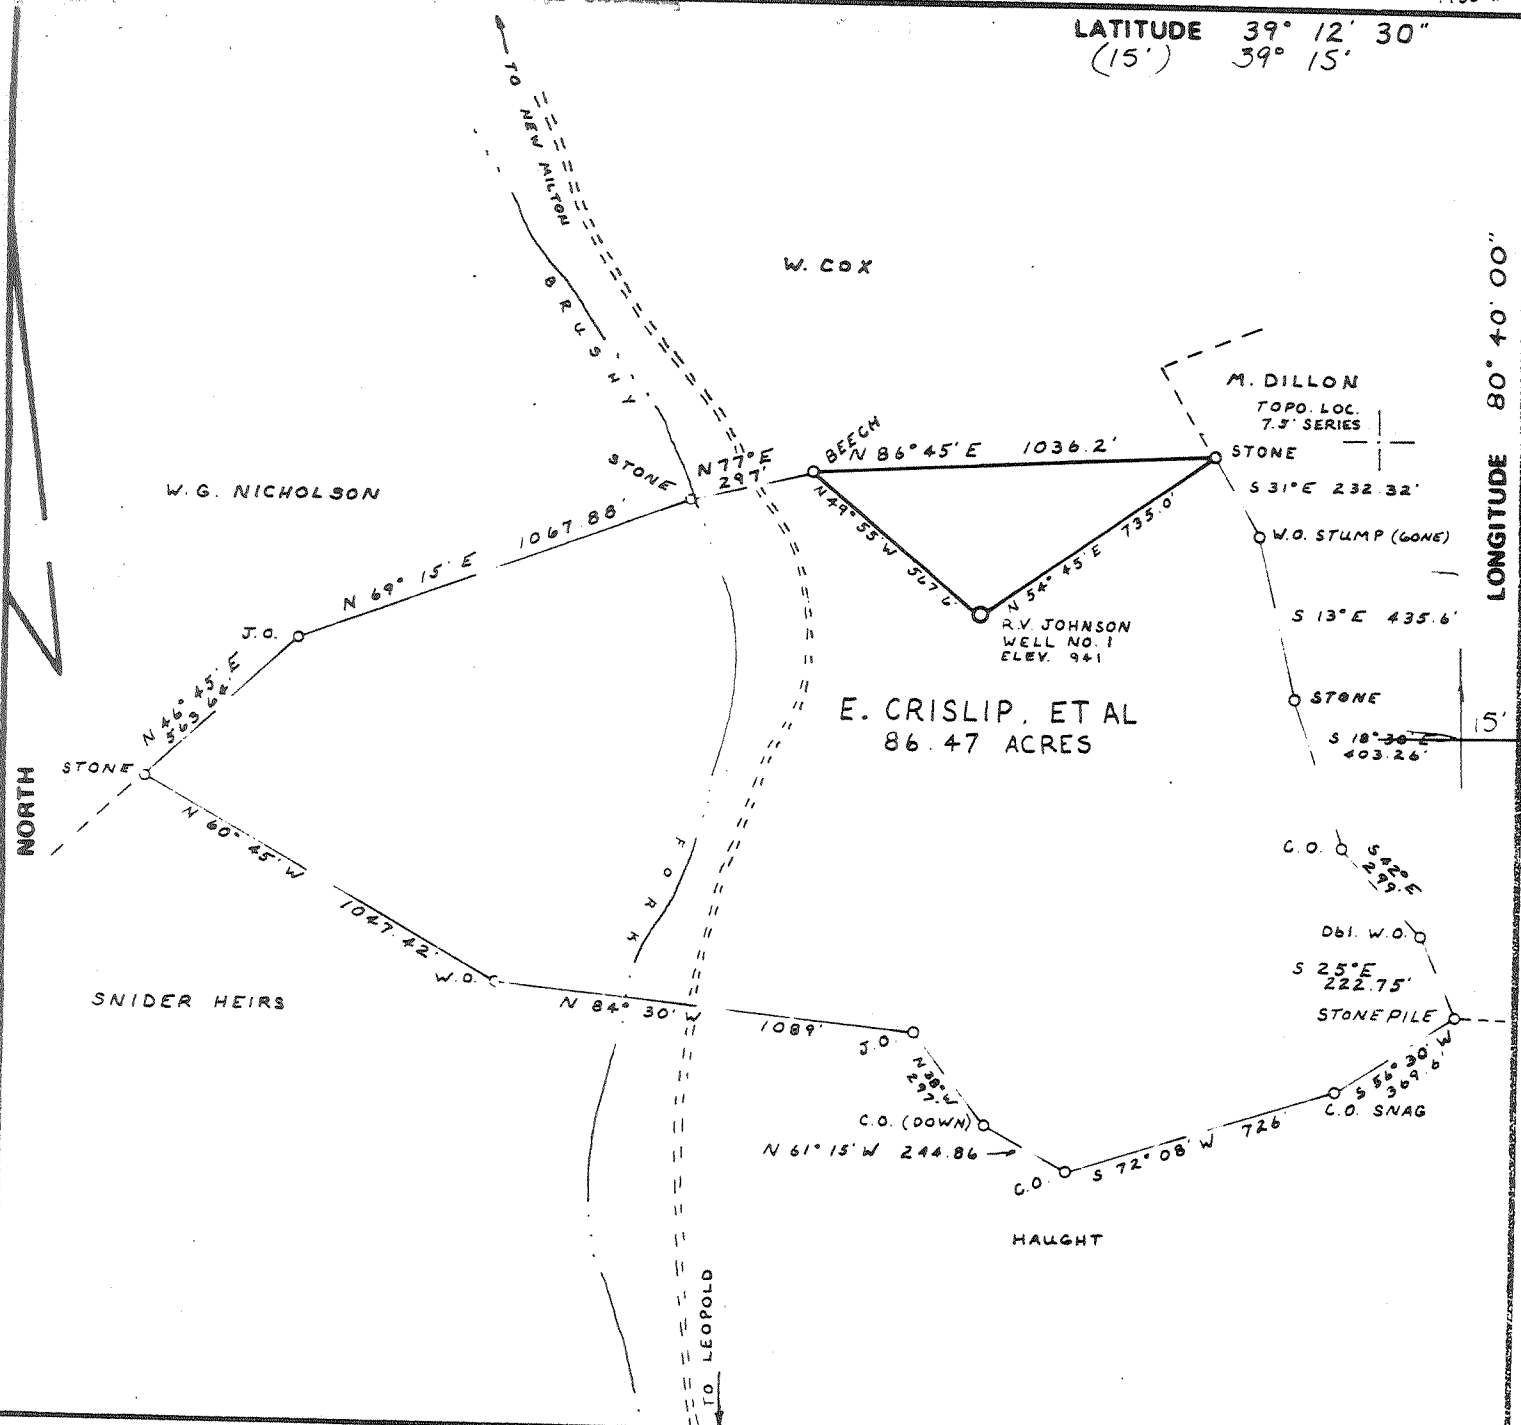 LATITUDE 39° 12' 30"
(15') 39° 15'
TO NEW MILTON
W. COX
BRUSHY
LONGITUDE 80° 40' 00"
M. DILLON
TOPO. LOC.
7.5' SERIES
BEECH
N 86° 45' E 1036.2'
STONE
STONE
N 77° E
297'
S 31° E 232.32'
W.G. NICHOLSON
N 69° 15' E 1067.88'
N 49° 55' W 567.6'
N 54° 45' E 735.0'
W.O. STUMP (GONE)
R.V. JOHNSON
WELL NO. 1
ELEV. 941
S 13° E 435.6'
J.O.
N 46° 45' E
563.64'
STONE
E. CRISLIP, ET AL
86.47 ACRES
S 18° 30' E
403.26'
15'
STONE
NORTH
N 60° 45' W
1047.42'
FORK
C.O.
S 42° E
299.
Dbl. W.O.
W.O.
S 25° E
222.75'
SNIDER HEIRS
N 84° 30' W 1089'
STONE PILE
J.O.
N 38° W
297.
S 56° 30' W
369.6'
C.O. SNAG
C.O. (DOWN)
N 61° 15' W 244.86
S 72° 08' W 726'
C.O.
HAUGHT
TO LEOPOLD